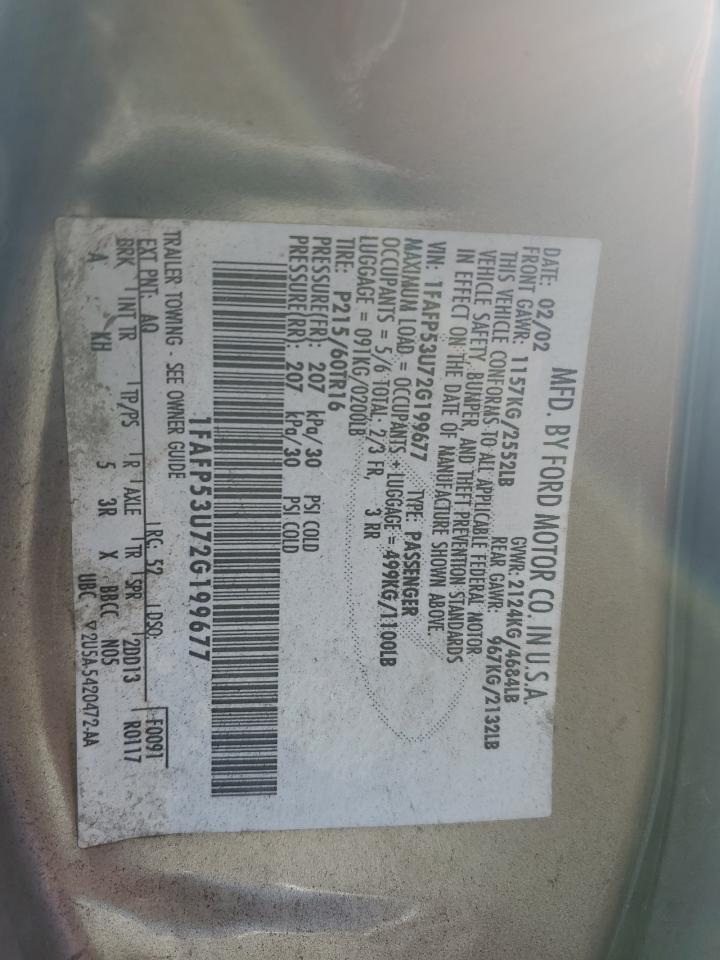 MFD. BY FORD MOTOR CO. IN U.S.A.
DATE: 02/02 GVWR: 2124KG/4684LB
FRONT GAWR: 1157KG/2552LB REAR GAWR: 967KG/2132LB
THIS VEHICLE CONFORMS TO ALL APPLICABLE FEDERAL MOTOR
VEHICLE SAFETY, BUMPER, AND THEFT PREVENTION STANDARDS
IN EFFECT ON THE DATE OF MANUFACTURE SHOWN ABOVE.
VIN: 1FAFP53U72G199677 TYPE: PASSENGER
MAXIMUM LOAD = OCCUPANTS + LUGGAGE = 499KG/1100LB
OCCUPANTS = 5/6 TOTAL: 2/3 FR, 3 RR
LUGGAGE = 091KG/0200LB
TIRE: P215/60TR16
PRESSURE(FR): 207 kPa/30 PSI COLD
PRESSURE(RR): 207 kPa/30 PSI COLD
1FAFP53U72G199677
TRAILER TOWING - SEE OWNER GUIDE
EXT PNT: AQ RC: 52 DSO: F0091
BRK INT TR TP/PS R AXLE TR SPR 2DD13 R0117
A KH 5 3R X BBCC N05
UBC ▽2U5A-5420472-AA